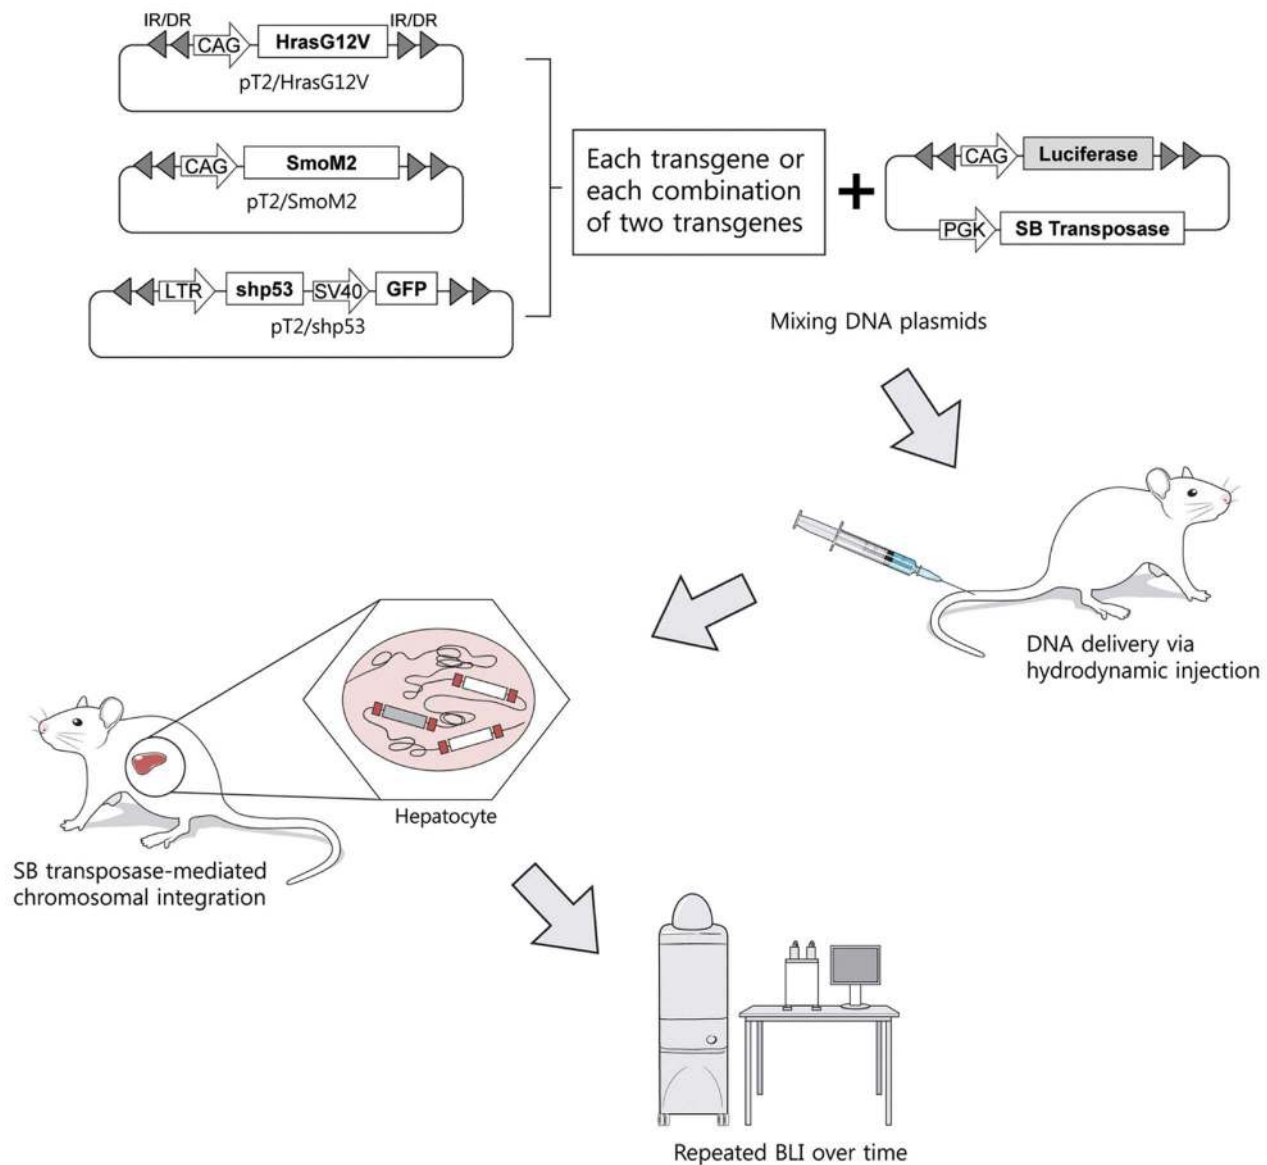 IR/DR
IR/DR
CAG
HrasG12V
pT2/HrasG12V
CAG
SmoM2
pT2/SmoM2
LTR
shp53
SV40
GFP
pT2/shp53
Each transgene or
each combination
of two transgenes
+
CAG
Luciferase
PGK
SB Transposase
Mixing DNA plasmids
DNA delivery via
hydrodynamic injection
Hepatocyte
SB transposase-mediated
chromosomal integration
Repeated BLI over time